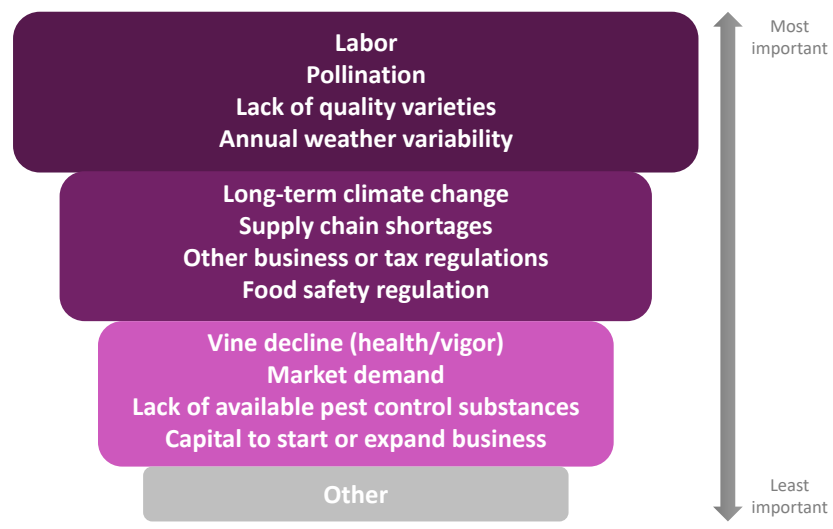 Labor
Pollination
Lack of quality varieties
Annual weather variability
Long-term climate change
Supply chain shortages
Other business or tax regulations
Food safety regulation
Vine decline (health/vigor)
Market demand
Lack of available pest control substances
Capital to start or expand business
Other
Most
important
Least
important